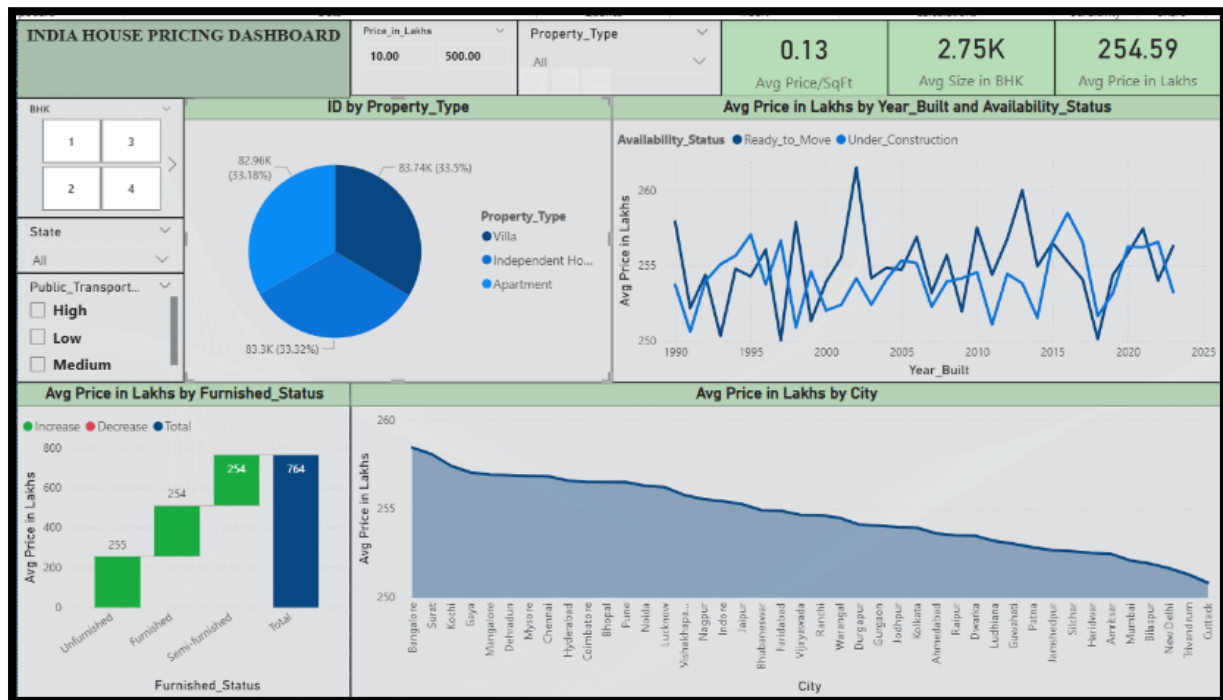 INDIA HOUSE PRICING DASHBOARD
Price_in_Lakhs
10.00 500.00
Property_Type
All
0.13
Avg Price/SqFt
2.75K
Avg Size in BHK
254.59
Avg Price in Lakhs
BHK
1 3
2 4
State
All
Public_Transport...
High
Low
Medium
ID by Property_Type
82.96K
(33.18%)
83.74K (33.5%)
83.3K (33.32%)
Property_Type
Villa
Independent Ho...
Apartment
Avg Price in Lakhs by Year_Built and Availability_Status
Availability_Status Ready_to_Move Under_Construction
Avg Price in Lakhs
260
255
250
1990 1995 2000 2005 2010 2015 2020 2025
Year_Built
Avg Price in Lakhs by Furnished_Status
Increase Decrease Total
Avg Price in Lakhs
800
600
400
200
0
255
254
254
764
Unfurnished
Furnished
Semi-furnished
Total
Furnished_Status
Avg Price in Lakhs by City
Avg Price in Lakhs
260
255
250
Bangalore
Surat
Kochi
Gaya
Mangalore
Dehradun
Mysore
Chennai
Hyderabad
Coimbatore
Bhopal
Pune
Noida
Lucknow
Vishakhapa...
Nagpur
Indore
Jaipur
Bhubaneswar
Faridabad
Vijayawada
Ranchi
Warangal
Durgapur
Gurgaon
Jodhpur
Kolkata
Ahmedabad
Raipur
Dwarka
Ludhiana
Guwahati
Patna
Jamshedpur
Silchar
Haridwar
Amritsar
Mumbai
Bilaspur
New Delhi
Trivandrum
Cuttack
City